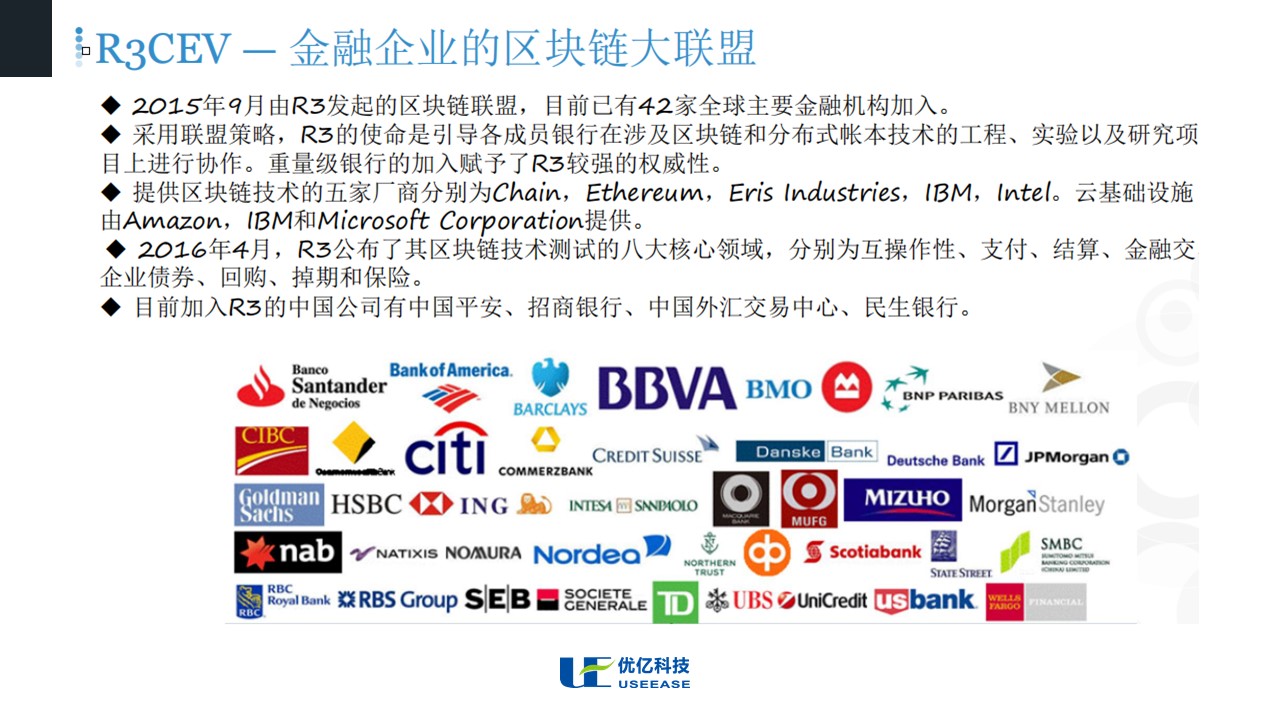 R3CEV — 金融企业的区块链大联盟
◆ 2015年9月由R3发起的区块链联盟，目前已有42家全球主要金融机构加入。
◆ 采用联盟策略，R3的使命是引导各成员银行在涉及区块链和分布式帐本技术的工程、实验以及研究项
目上进行协作。重量级银行的加入赋予了R3较强的权威性。
◆ 提供区块链技术的五家厂商分别为Chain，Ethereum，Eris Industries，IBM，Intel。云基础设施
由Amazon，IBM和Microsoft Corporation提供。
◆ 2016年4月，R3公布了其区块链技术测试的八大核心领域，分别为互操作性、支付、结算、金融交
企业债券、回购、掉期和保险。
◆ 目前加入R3的中国公司有中国平安、招商银行、中国外汇交易中心、民生银行。
Banco
Santander
de Negocios
Bank of America.
BARCLAYS
BBVA
BMO
BNP PARIBAS
BNY MELLON
CIBC
citi
COMMERZBANK
CREDIT SUISSE
Danske Bank
Deutsche Bank
JPMorgan
Goldman
Sachs
HSBC
ING
INTESA SANPAOLO
MACQUARIE
BANK
MUFG
MIZUHO
Morgan Stanley
nab
NATIXIS
NOMURA
Nordea
NORTHERN
TRUST
Scotiabank
STATE STREET
SMBC
SUMITOMO MITSUI
BANKING CORPORATION
RBC
RBC
Royal Bank
RBS Group
SEB
SOCIETE
GENERALE
TD
UBS
UniCredit
usbank
WELLS
FARGO
FINANCIAL
UE
优亿科技
USEEASE